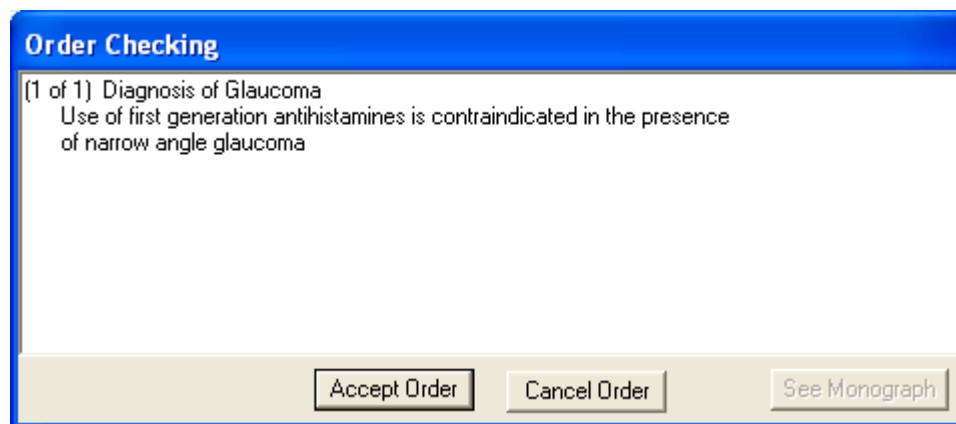 Order Checking
(1 of 1) Diagnosis of Glaucoma
Use of first generation antihistamines is contraindicated in the presence
of narrow angle glaucoma
Accept Order Cancel Order See Monograph